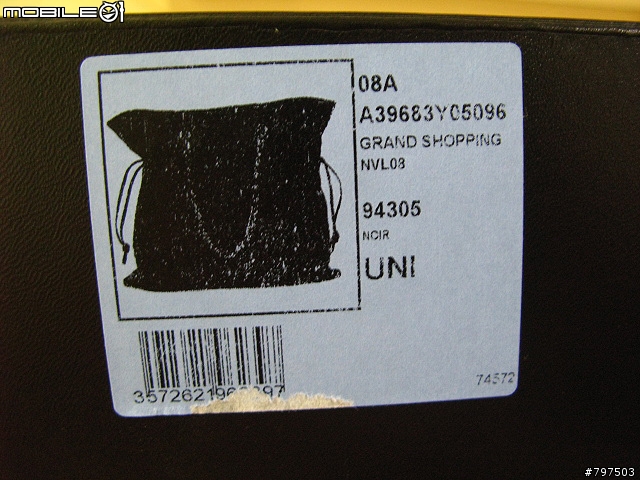 MOBILE01
08A
A39683Y05096
GRAND SHOPPING
NVL08
94305
NOIR
UNI
74572
#797503